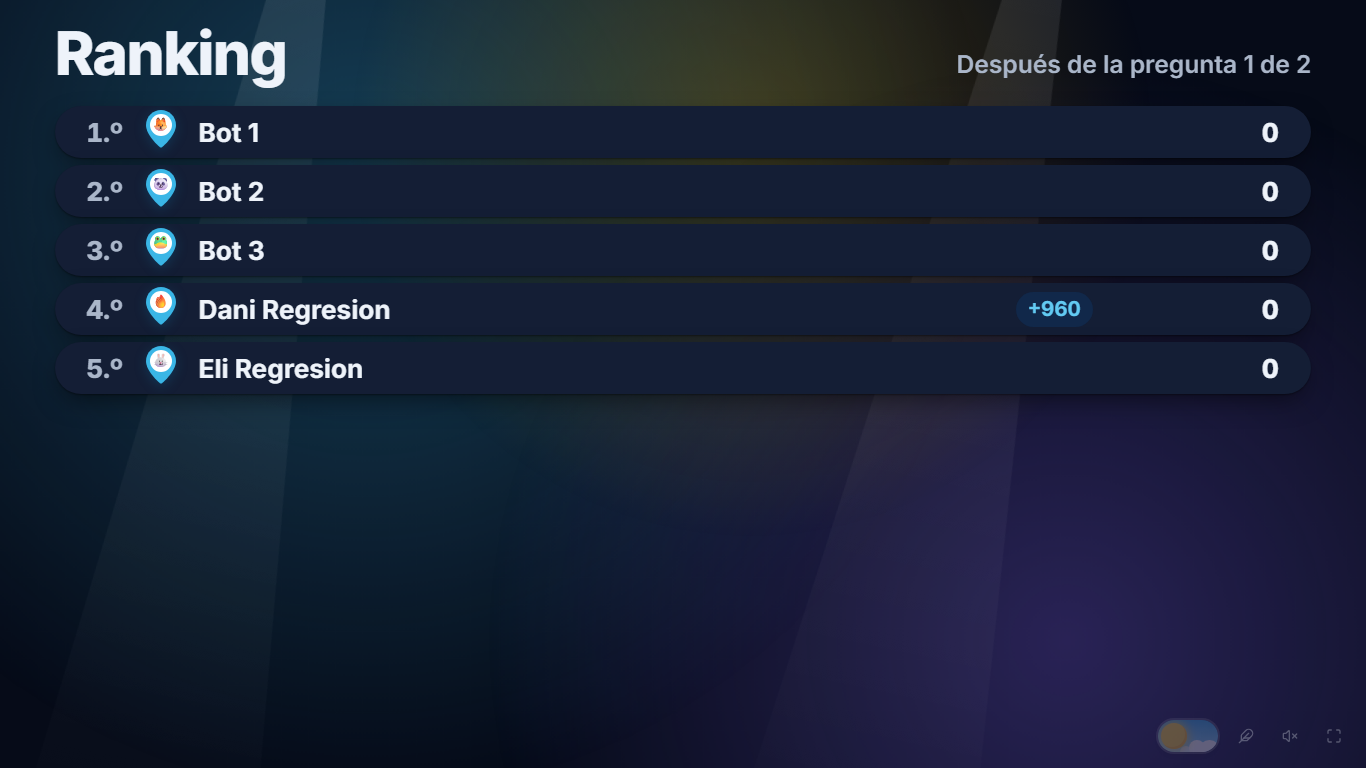 Ranking
Después de la pregunta 1 de 2
1.º Bot 1 0
2.º Bot 2 0
3.º Bot 3 0
4.º Dani Regresion +960 0
5.º Eli Regresion 0